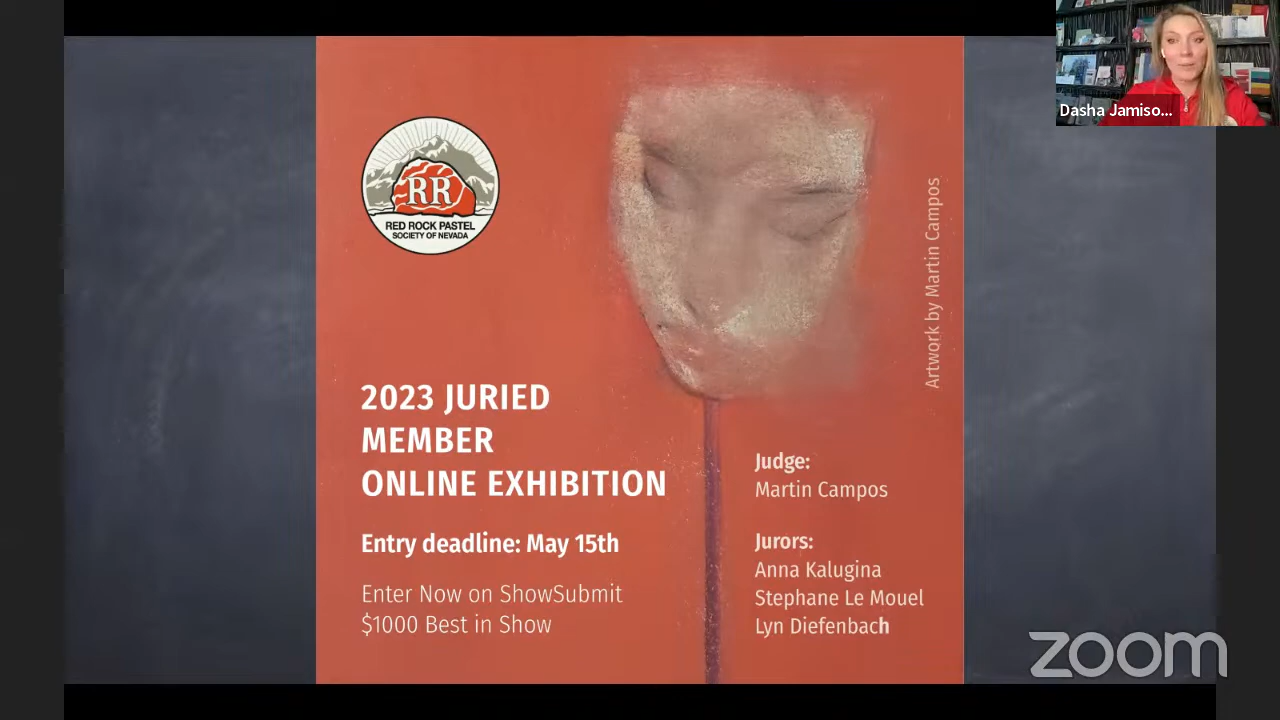 Dasha Jamiso...
RR
RED ROCK PASTEL
SOCIETY OF NEVADA
Artwork by Martin Campos
2023 JURIED
MEMBER
ONLINE EXHIBITION
Entry deadline: May 15th
Enter Now on ShowSubmit
$1000 Best in Show
Judge:
Martin Campos
Jurors:
Anna Kalugina
Stephane Le Mouel
Lyn Diefenbach
zoom